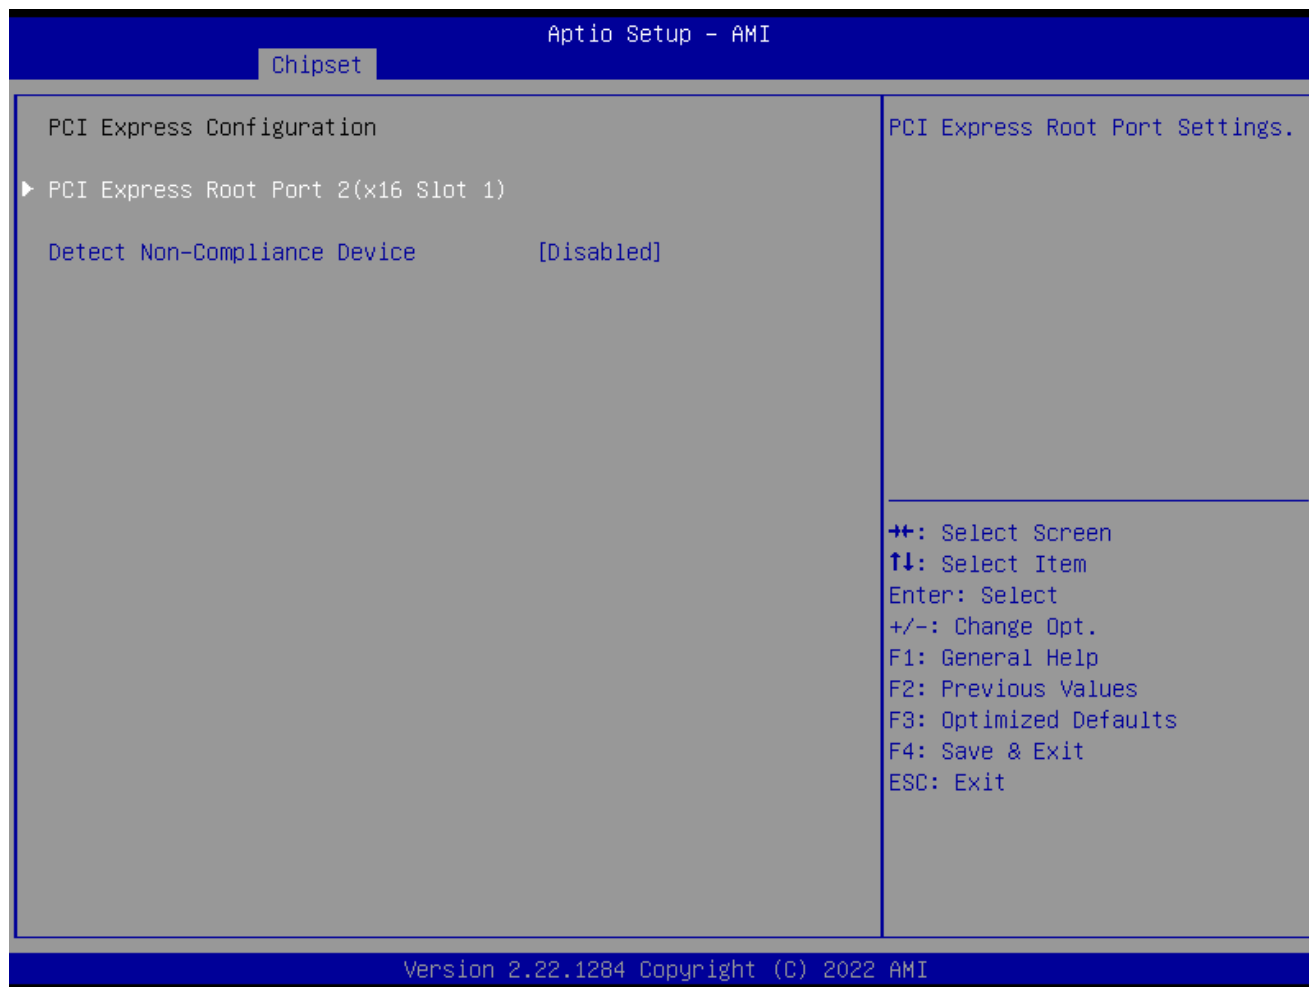 Aptio Setup – AMI
Chipset
PCI Express Configuration
PCI Express Root Port 2(x16 Slot 1)
Detect Non-Compliance Device [Disabled]
PCI Express Root Port Settings.
→←: Select Screen
↑↓: Select Item
Enter: Select
+/-: Change Opt.
F1: General Help
F2: Previous Values
F3: Optimized Defaults
F4: Save & Exit
ESC: Exit
Version 2.22.1284 Copyright (C) 2022 AMI